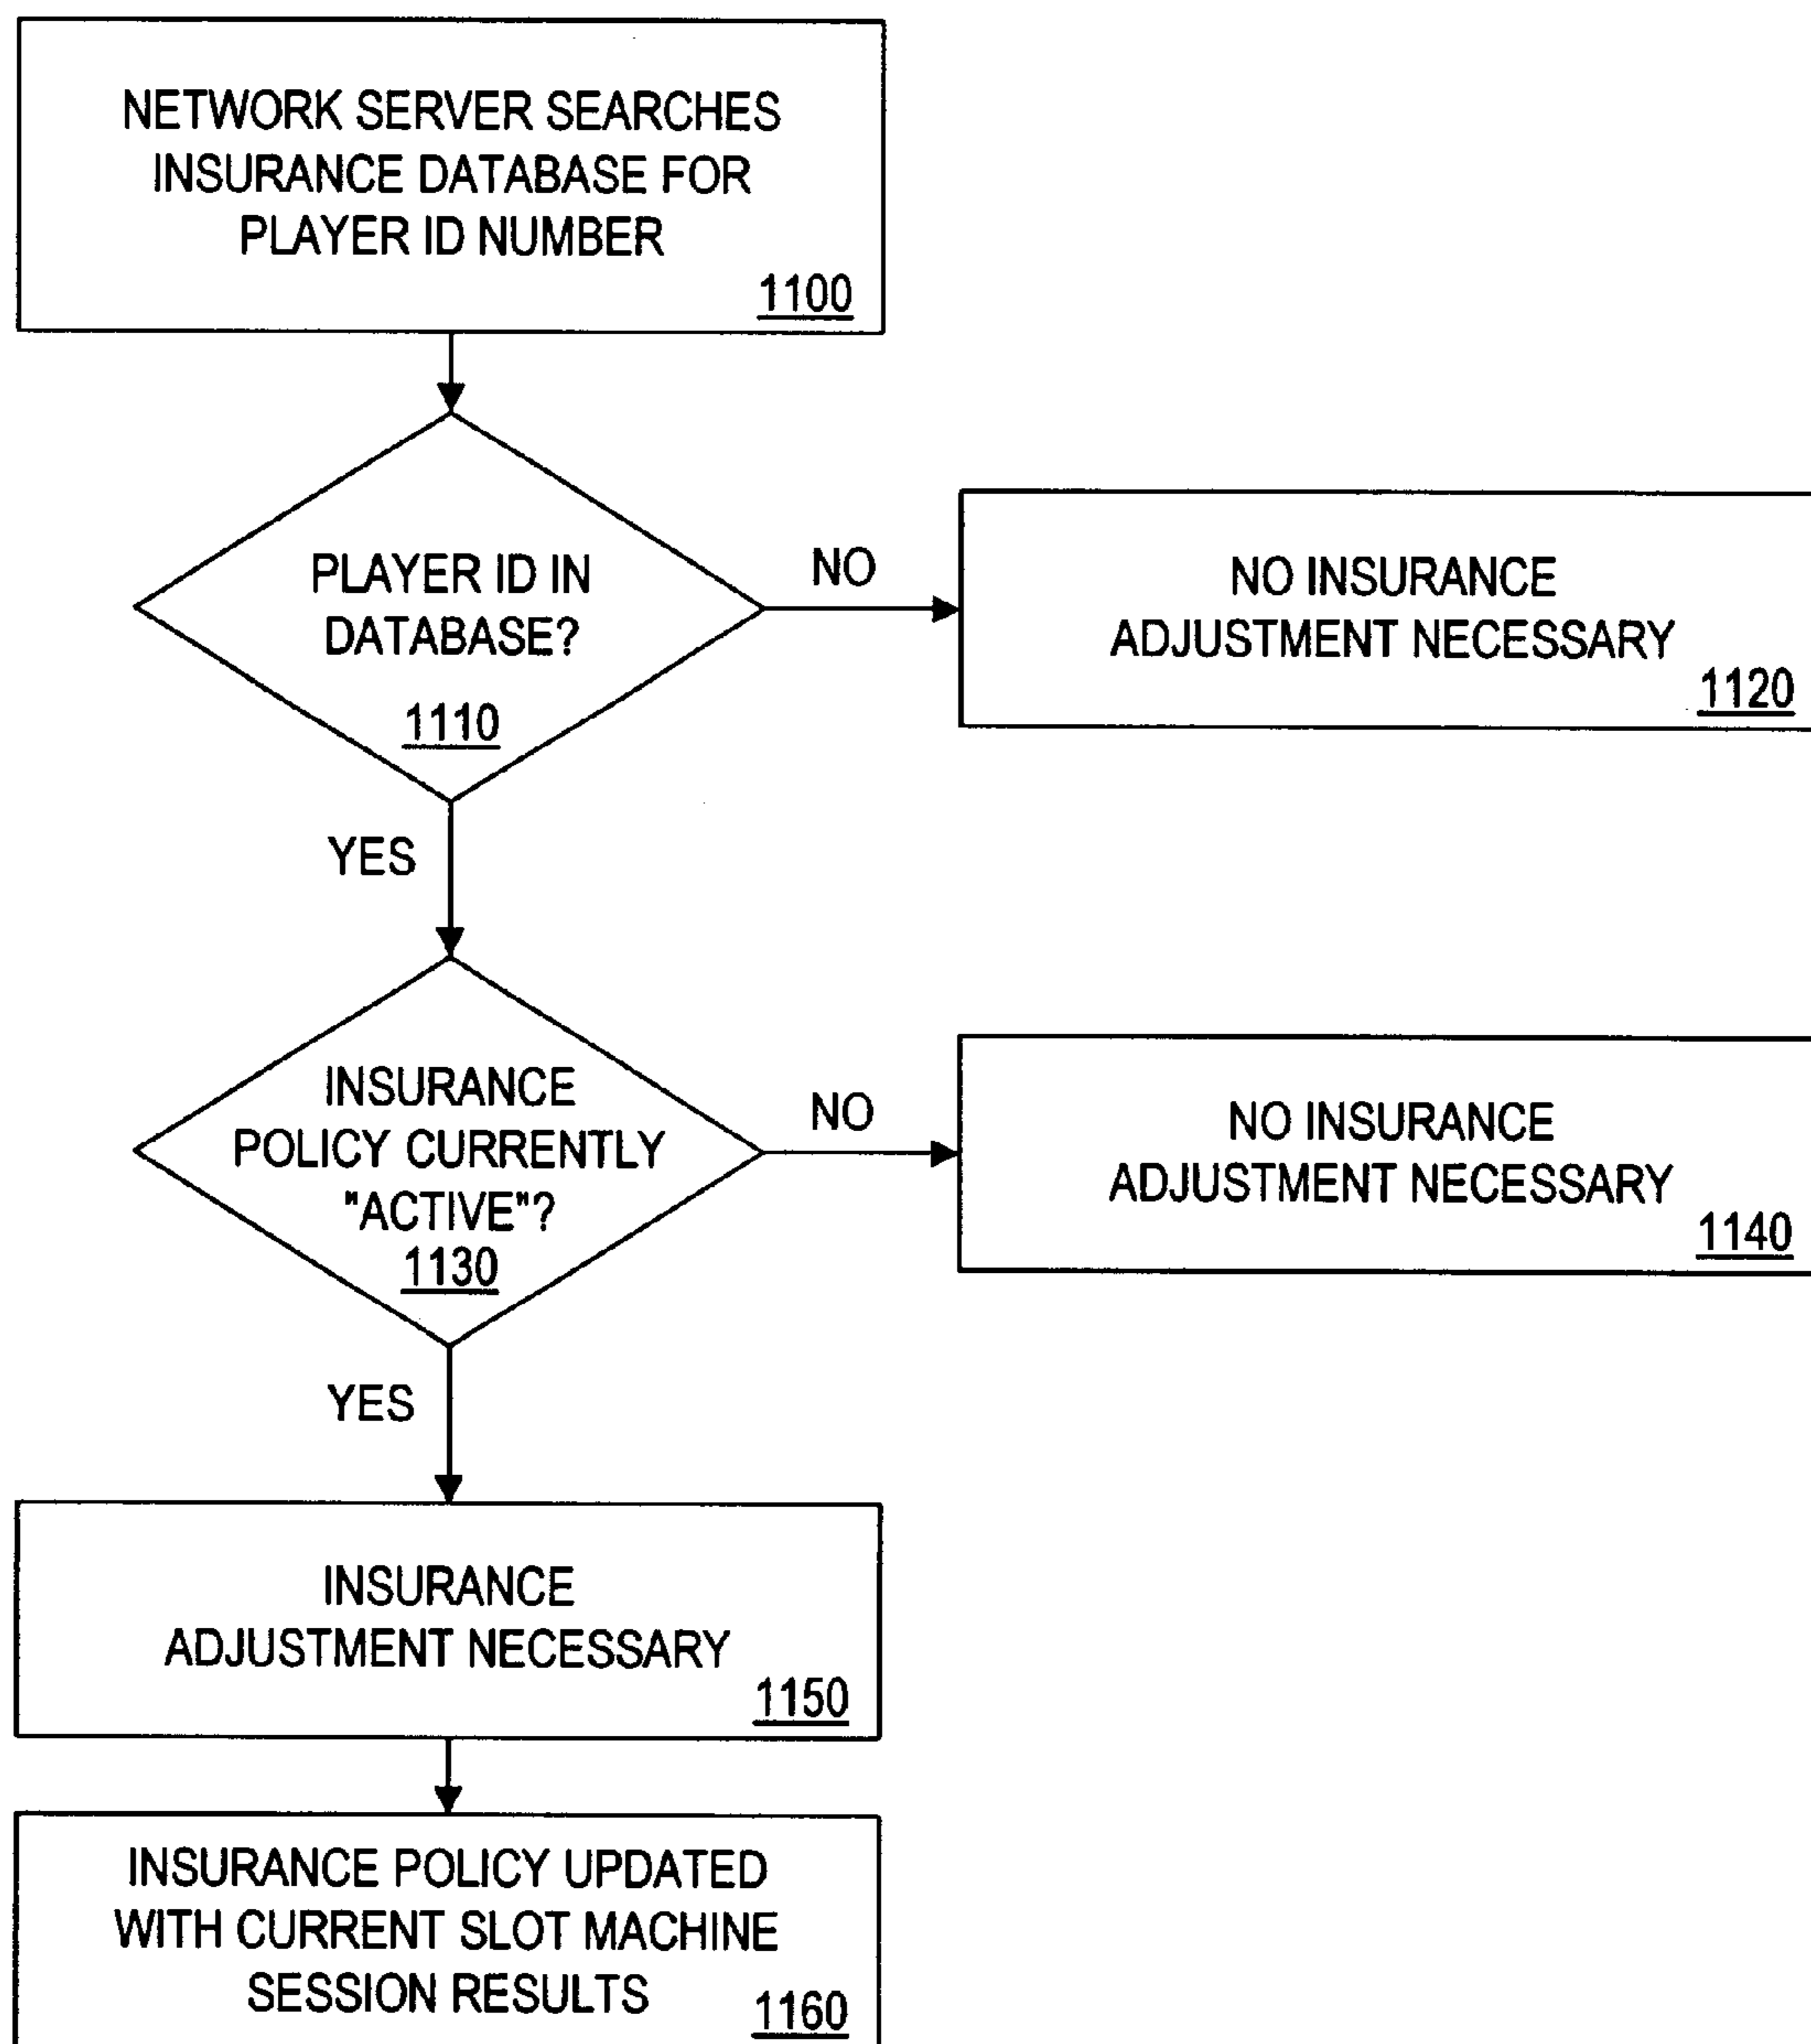 NETWORK SERVER SEARCHES
INSURANCE DATABASE FOR
PLAYER ID NUMBER
1100
PLAYER ID IN
DATABASE?
1110
NO
NO INSURANCE
ADJUSTMENT NECESSARY
1120
YES
INSURANCE
POLICY CURRENTLY
"ACTIVE"?
1130
NO
NO INSURANCE
ADJUSTMENT NECESSARY
1140
YES
INSURANCE
ADJUSTMENT NECESSARY
1150
INSURANCE POLICY UPDATED
WITH CURRENT SLOT MACHINE
SESSION RESULTS
1160